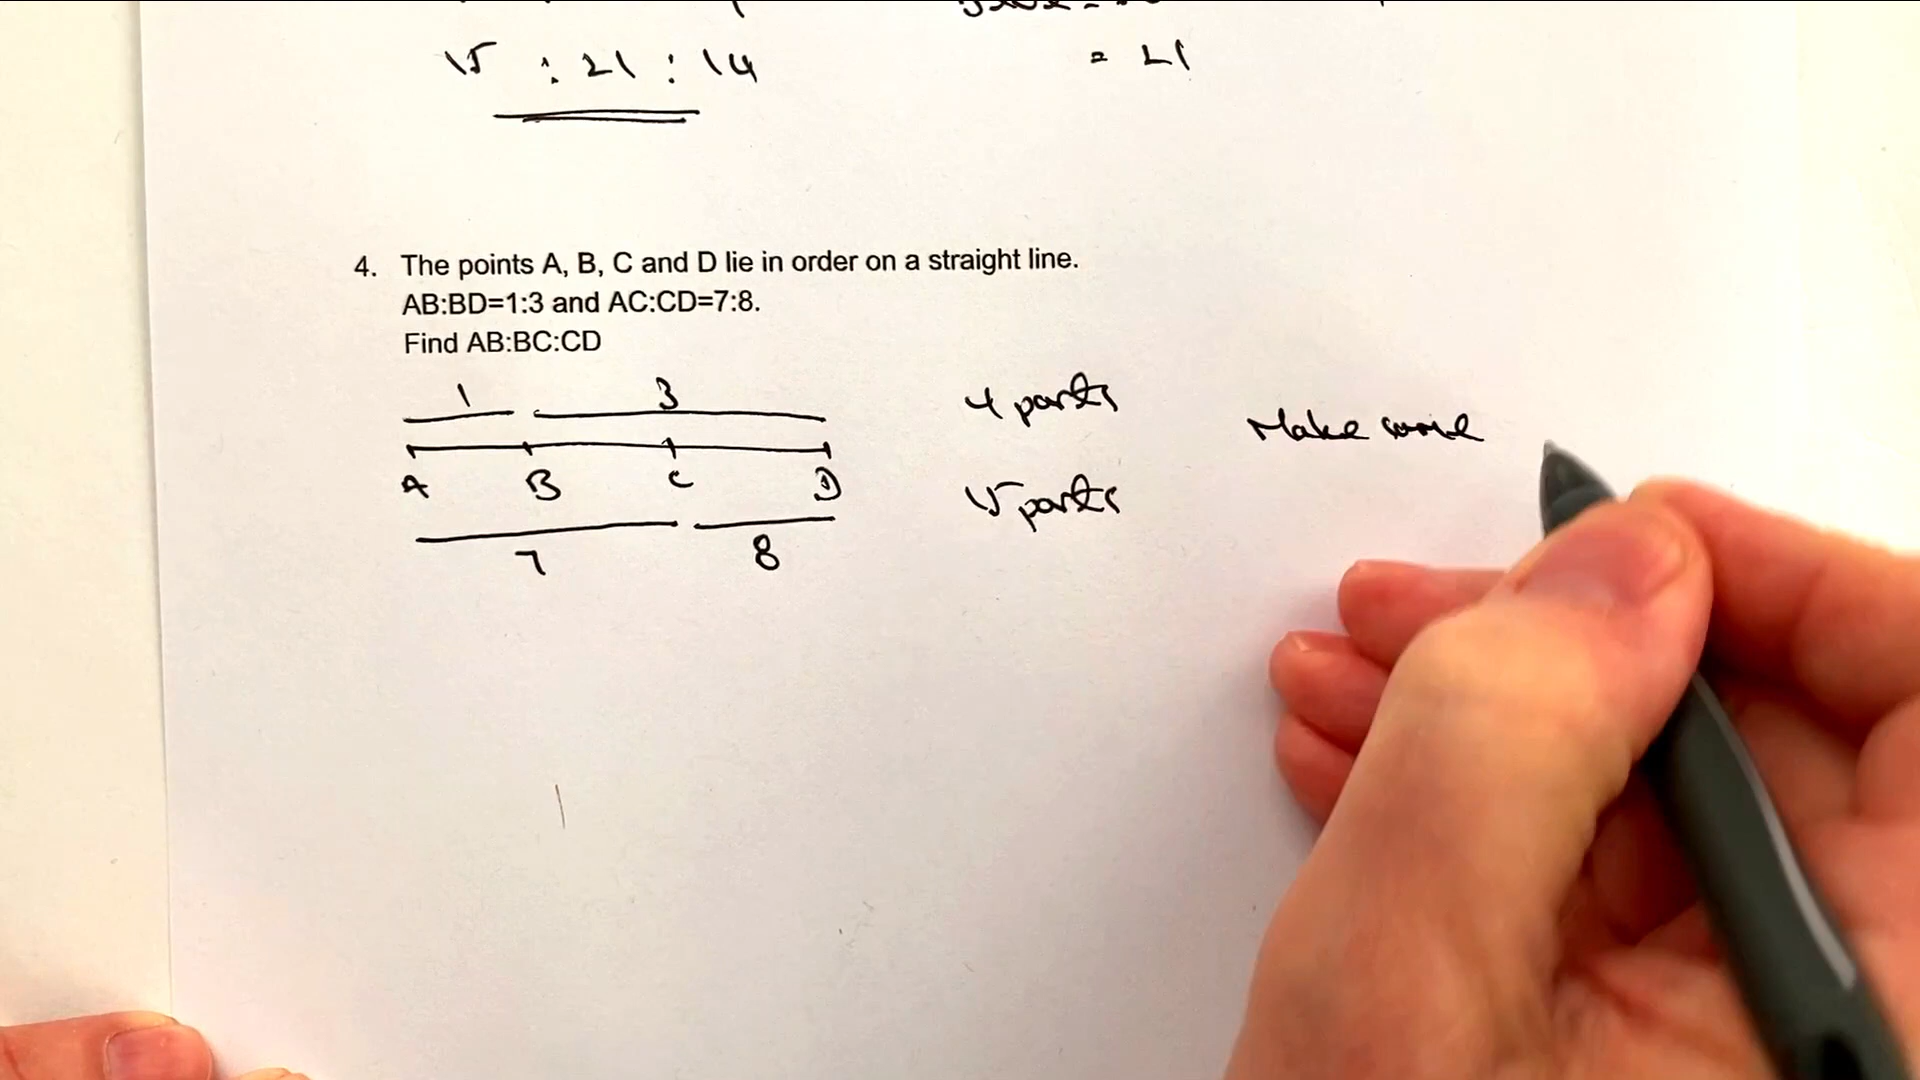 15 : 21 : 14
= 21
4. The points A, B, C and D lie in order on a straight line.
AB:BD=1:3 and AC:CD=7:8.
Find AB:BC:CD
1 3
A B C D
7 8
4 parts
15 parts
Make same